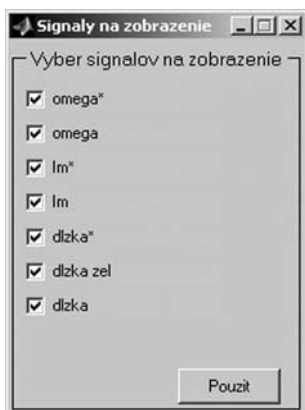 Signaly na zobrazenie
Vyber signalov na zobrazenie
omega*
omega
Im*
Im
dlzka*
dlzka zel
dlzka
Pouzit